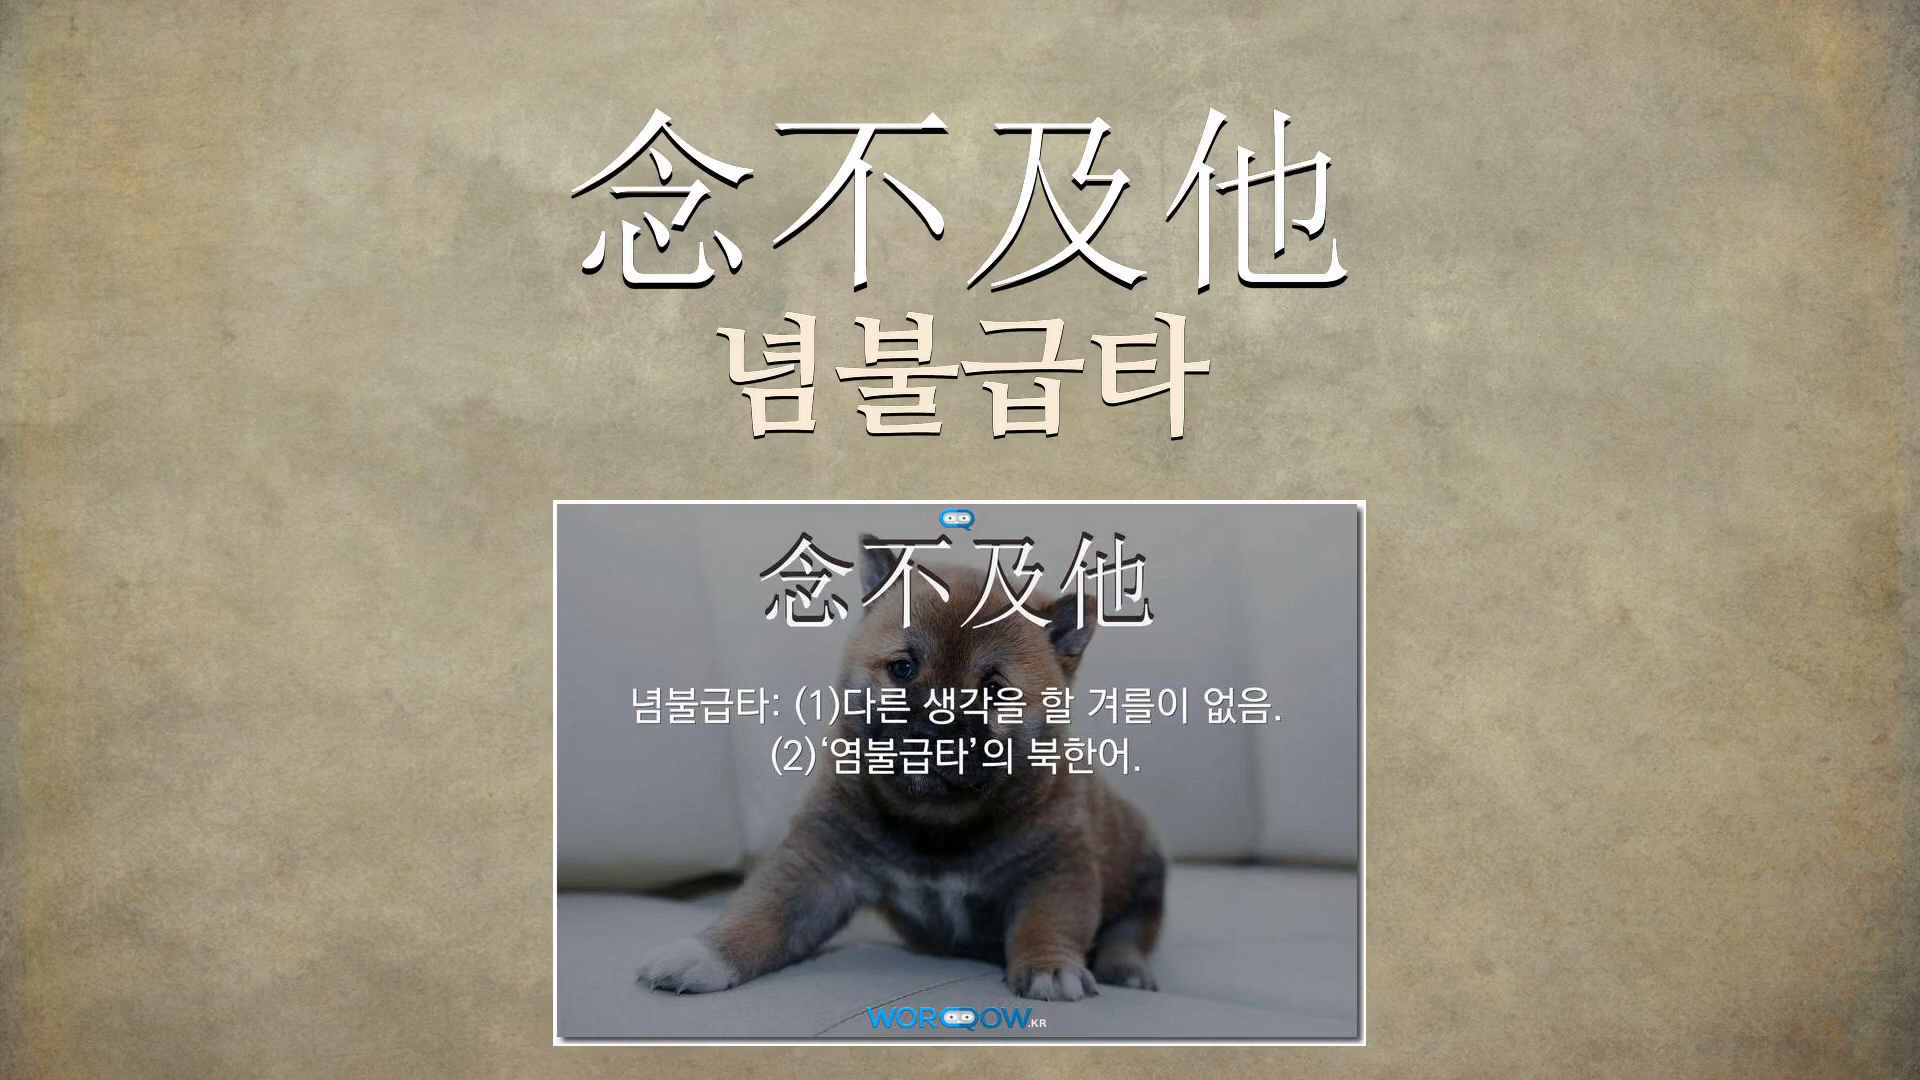 念不及他
념불급타
念不及他
념불급타: (1)다른 생각을 할 겨를이 없음.
(2)‘염불급타’의 북한어.
WORQQOW.KR